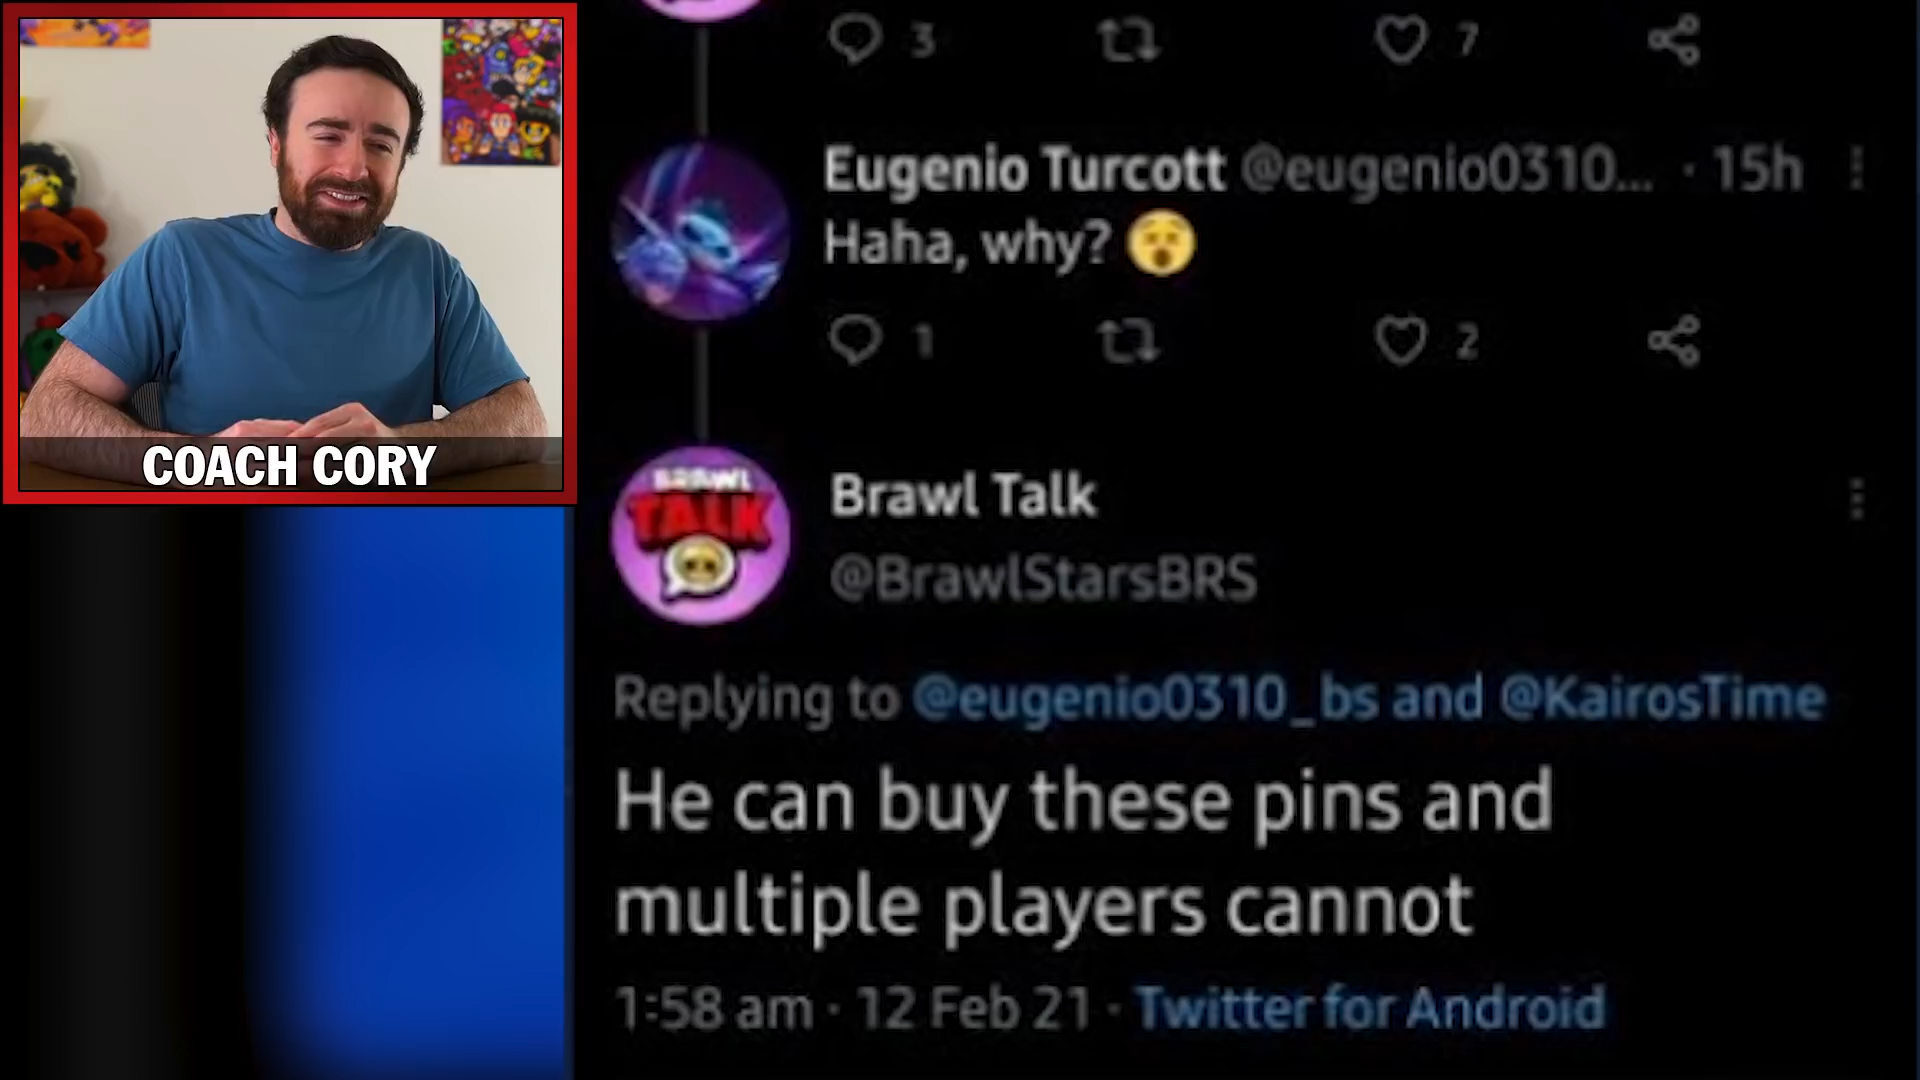 3 7
Eugenio Turcott @eugenio0310... · 15h
Haha, why? 😵
1 2
COACH CORY
BRAWL
TALK
Brawl Talk
@BrawlStarsBRS
Replying to @eugenio0310_bs and @KairosTime
He can buy these pins and
multiple players cannot
1:58 am · 12 Feb 21 · Twitter for Android